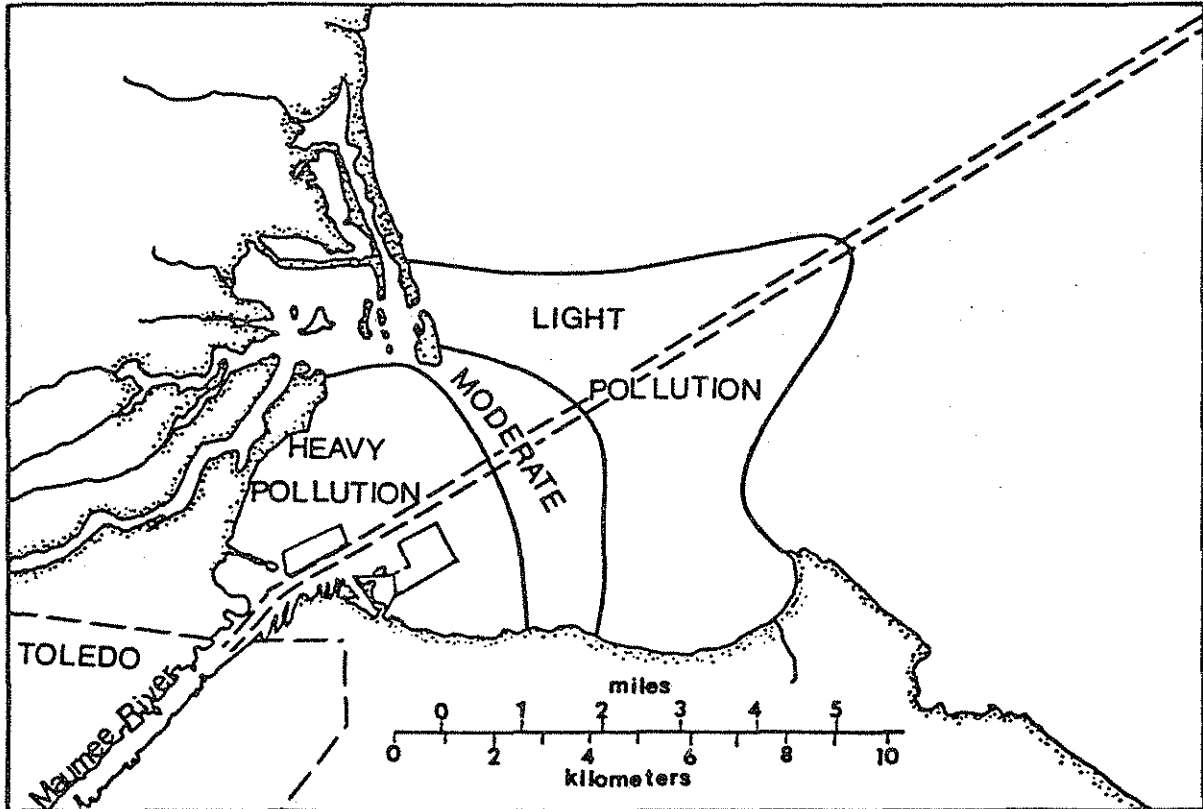 LIGHT
POLLUTION
MODERATE
HEAVY
POLLUTION
TOLEDO
Maumee River
miles
0 1 2 3 4 5
0 2 4 6 8 10
kilometers